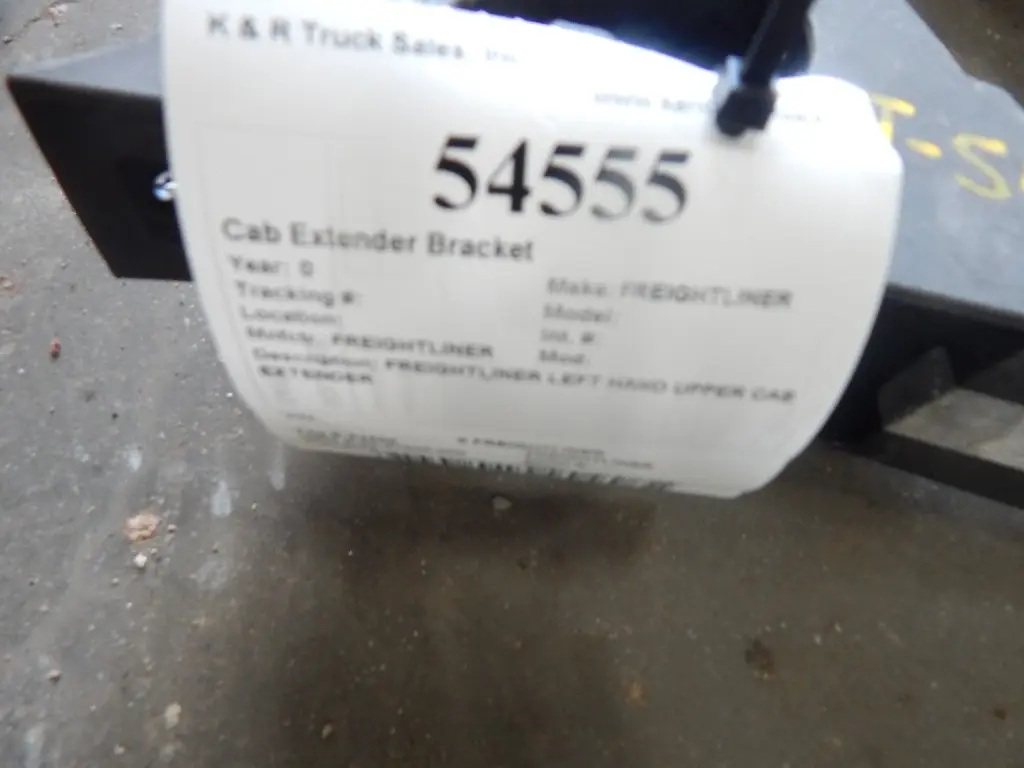 K & R Truck Sales, Inc.
54555
Cab Extender Bracket
Year: 0
Make: FREIGHTLINER
Tracking #:
Model:
Location:
Int. #:
Mod.
FREIGHTLINER
Description: FREIGHTLINER LEFT HAND UPPER CAB
EXTENDER